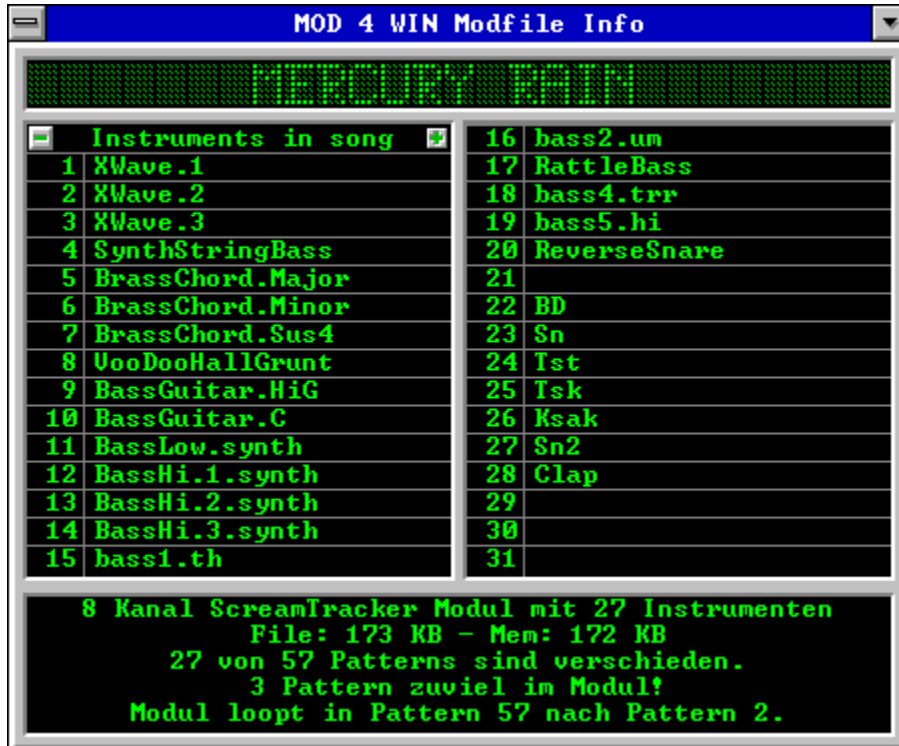 MOD 4 WIN Modfile Info
MERCURY RAIN
Instruments in song
1 XWave.1
2 XWave.2
3 XWave.3
4 SynthStringBass
5 BrassChord.Major
6 BrassChord.Minor
7 BrassChord.Sus4
8 VooDooHallGrunt
9 BassGuitar.HiG
10 BassGuitar.C
11 BassLow.synth
12 BassHi.1.synth
13 BassHi.2.synth
14 BassHi.3.synth
15 bass1.th
16 bass2.um
17 RattleBass
18 bass4.trr
19 bass5.hi
20 ReverseSnare
21
22 BD
23 Sn
24 Tst
25 Tsk
26 Ksak
27 Sn2
28 Clap
29
30
31
8 Kanal ScreamTracker Modul mit 27 Instrumenten
File: 173 KB - Mem: 172 KB
27 von 57 Patterns sind verschieden.
3 Pattern zuviel im Modul!
Modul loopt in Pattern 57 nach Pattern 2.